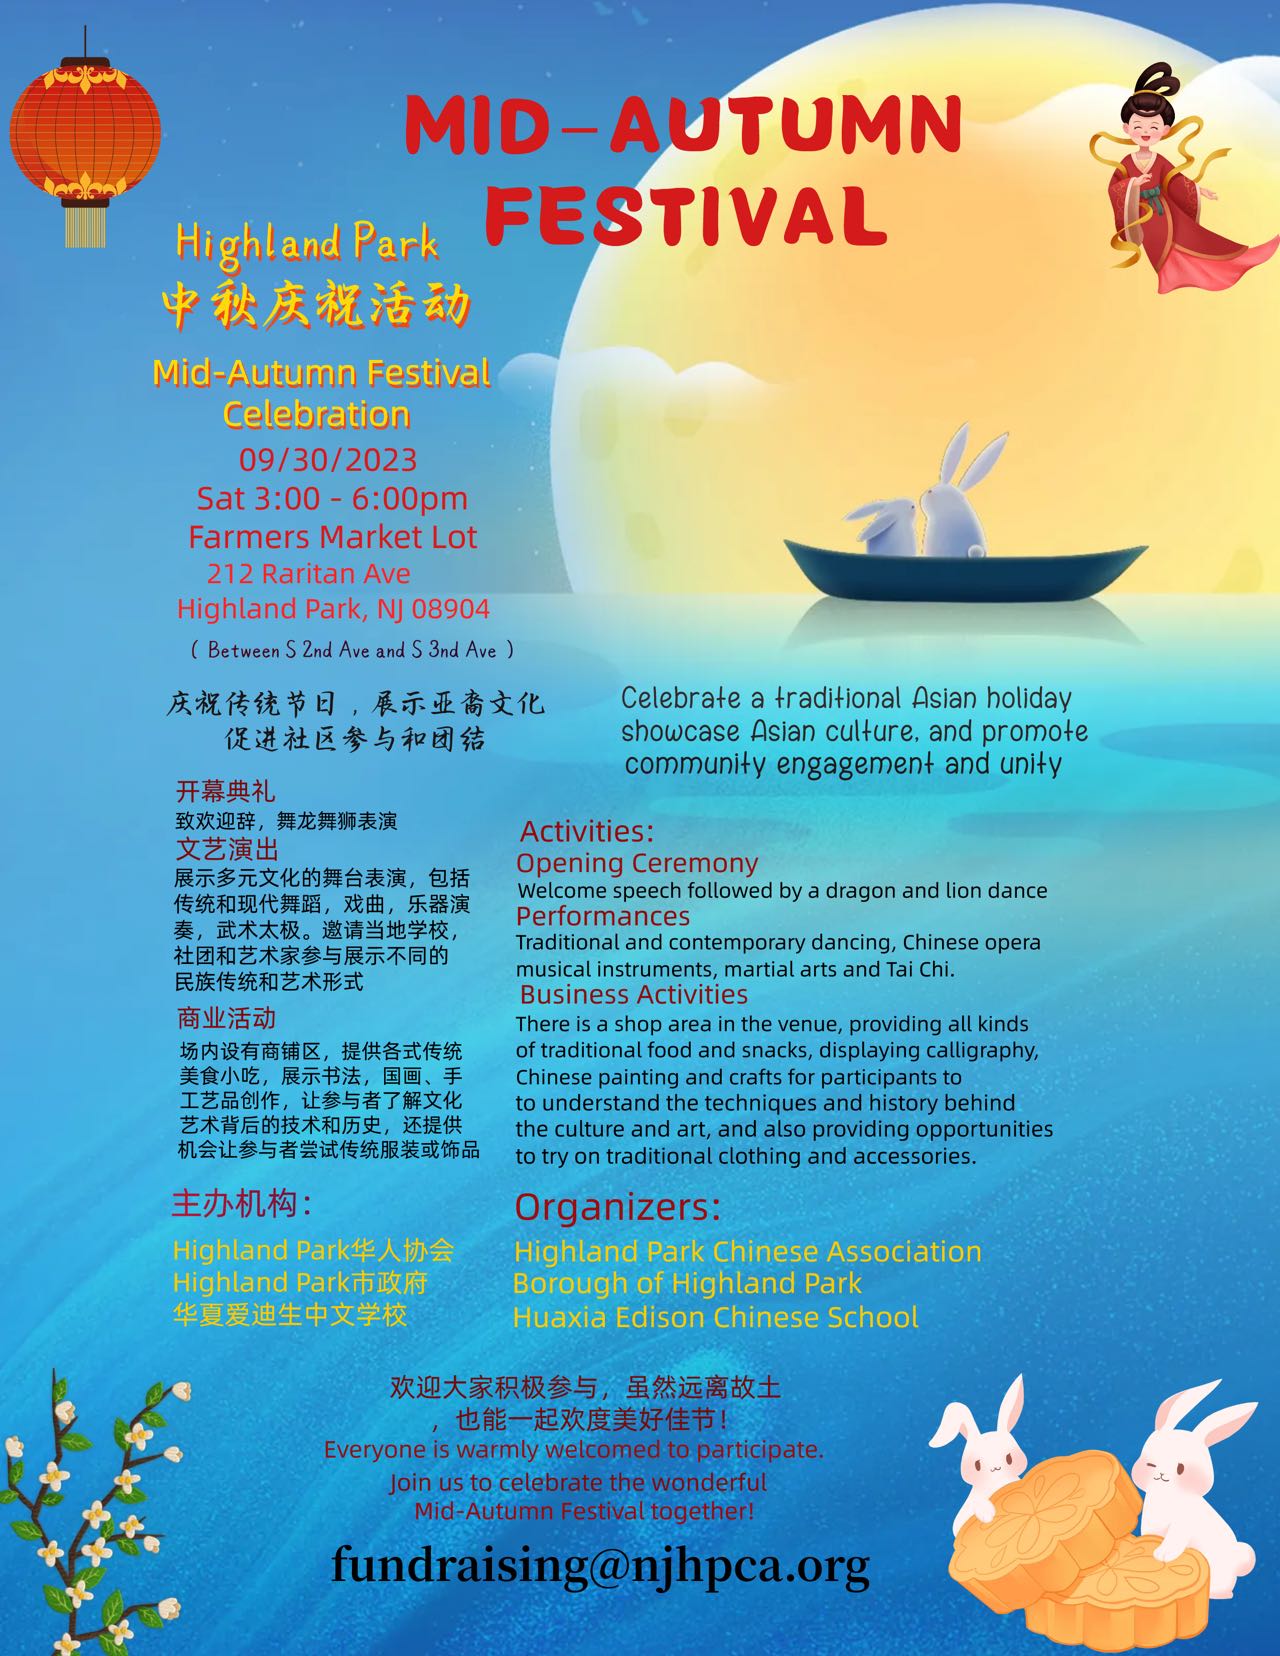 MID-AUTUMN
FESTIVAL
Highland Park
中秋庆祝活动
Mid-Autumn Festival
Celebration
09/30/2023
Sat 3:00 - 6:00pm
Farmers Market Lot
212 Raritan Ave
Highland Park, NJ 08904
( Between S 2nd Ave and S 3nd Ave )
庆祝传统节日，展示亚裔文化
促进社区参与和团结
Celebrate a traditional Asian holiday
showcase Asian culture, and promote
community engagement and unity
开幕典礼
致欢迎辞，舞龙舞狮表演
文艺演出
展示多元文化的舞台表演，包括
传统和现代舞蹈，戏曲，乐器演
奏，武术太极。邀请当地学校，
社团和艺术家参与展示不同的
民族传统和艺术形式
商业活动
场内设有商铺区，提供各式传统
美食小吃，展示书法，国画、手
工艺品创作，让参与者了解文化
艺术背后的技术和历史，还提供
机会让参与者尝试传统服装或饰品
Activities:
Opening Ceremony
Welcome speech followed by a dragon and lion dance
Performances
Traditional and contemporary dancing, Chinese opera
musical instruments, martial arts and Tai Chi.
Business Activities
There is a shop area in the venue, providing all kinds
of traditional food and snacks, displaying calligraphy,
Chinese painting and crafts for participants to
to understand the techniques and history behind
the culture and art, and also providing opportunities
to try on traditional clothing and accessories.
主办机构：
Highland Park华人协会
Highland Park市政府
华夏爱迪生中文学校
Organizers:
Highland Park Chinese Association
Borough of Highland Park
Huaxia Edison Chinese School
欢迎大家积极参与，虽然远离故土
，也能一起欢度美好佳节！
Everyone is warmly welcomed to participate.
Join us to celebrate the wonderful
Mid-Autumn Festival together!
fundraising@njhpca.org